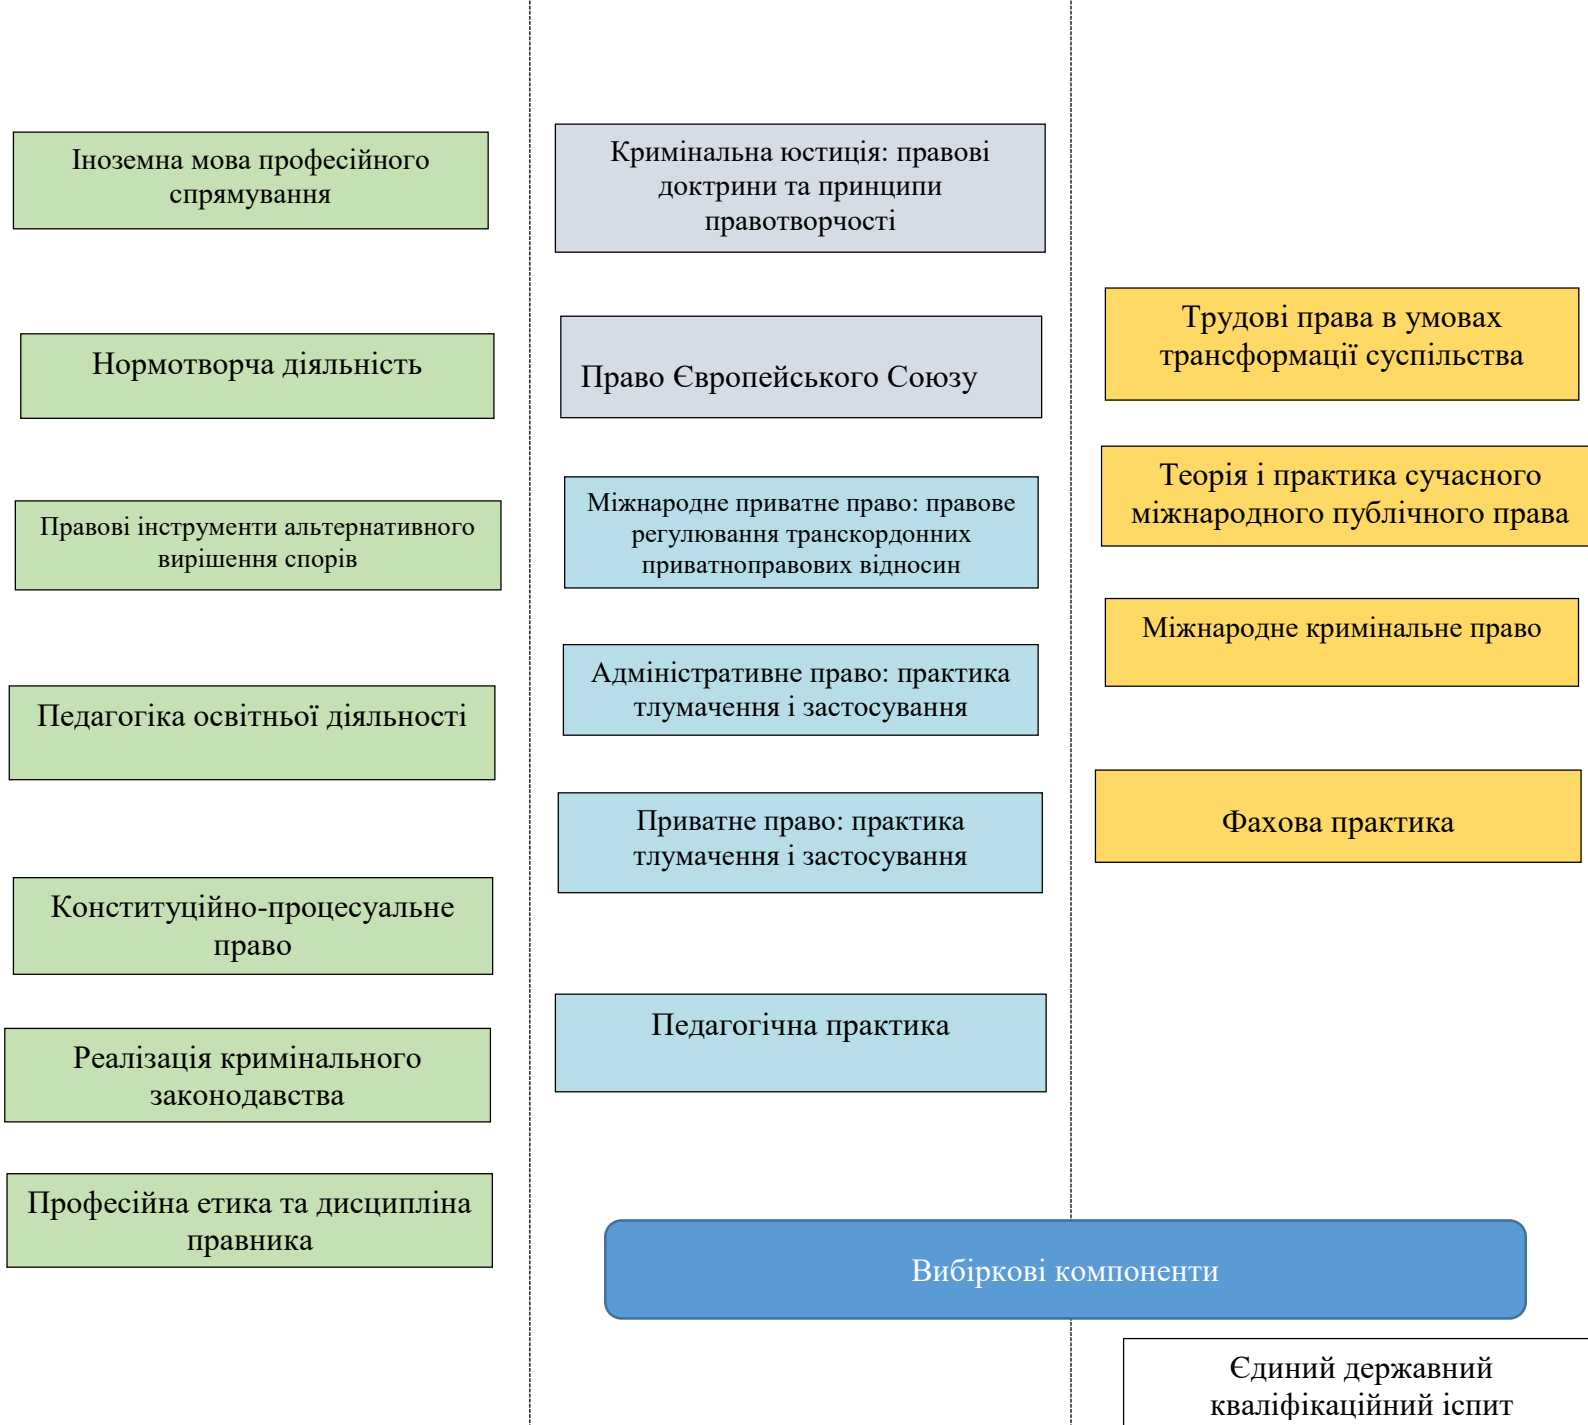 Іноземна мова професійного
спрямування
Нормотворча діяльність
Правові інструменти альтернативного
вирішення спорів
Педагогіка освітньої діяльності
Конституційно-процесуальне
право
Реалізація кримінального
законодавства
Професійна етика та дисципліна
правника
Кримінальна юстиція: правові
доктрини та принципи
правотворчості
Право Європейського Союзу
Міжнародне приватне право: правове
регулювання транскордонних
приватноправових відносин
Адміністративне право: практика
тлумачення і застосування
Приватне право: практика
тлумачення і застосування
Педагогічна практика
Трудові права в умовах
трансформації суспільства
Теорія і практика сучасного
міжнародного публічного права
Міжнародне кримінальне право
Фахова практика
Вибіркові компоненти
Єдиний державний
кваліфікаційний іспит